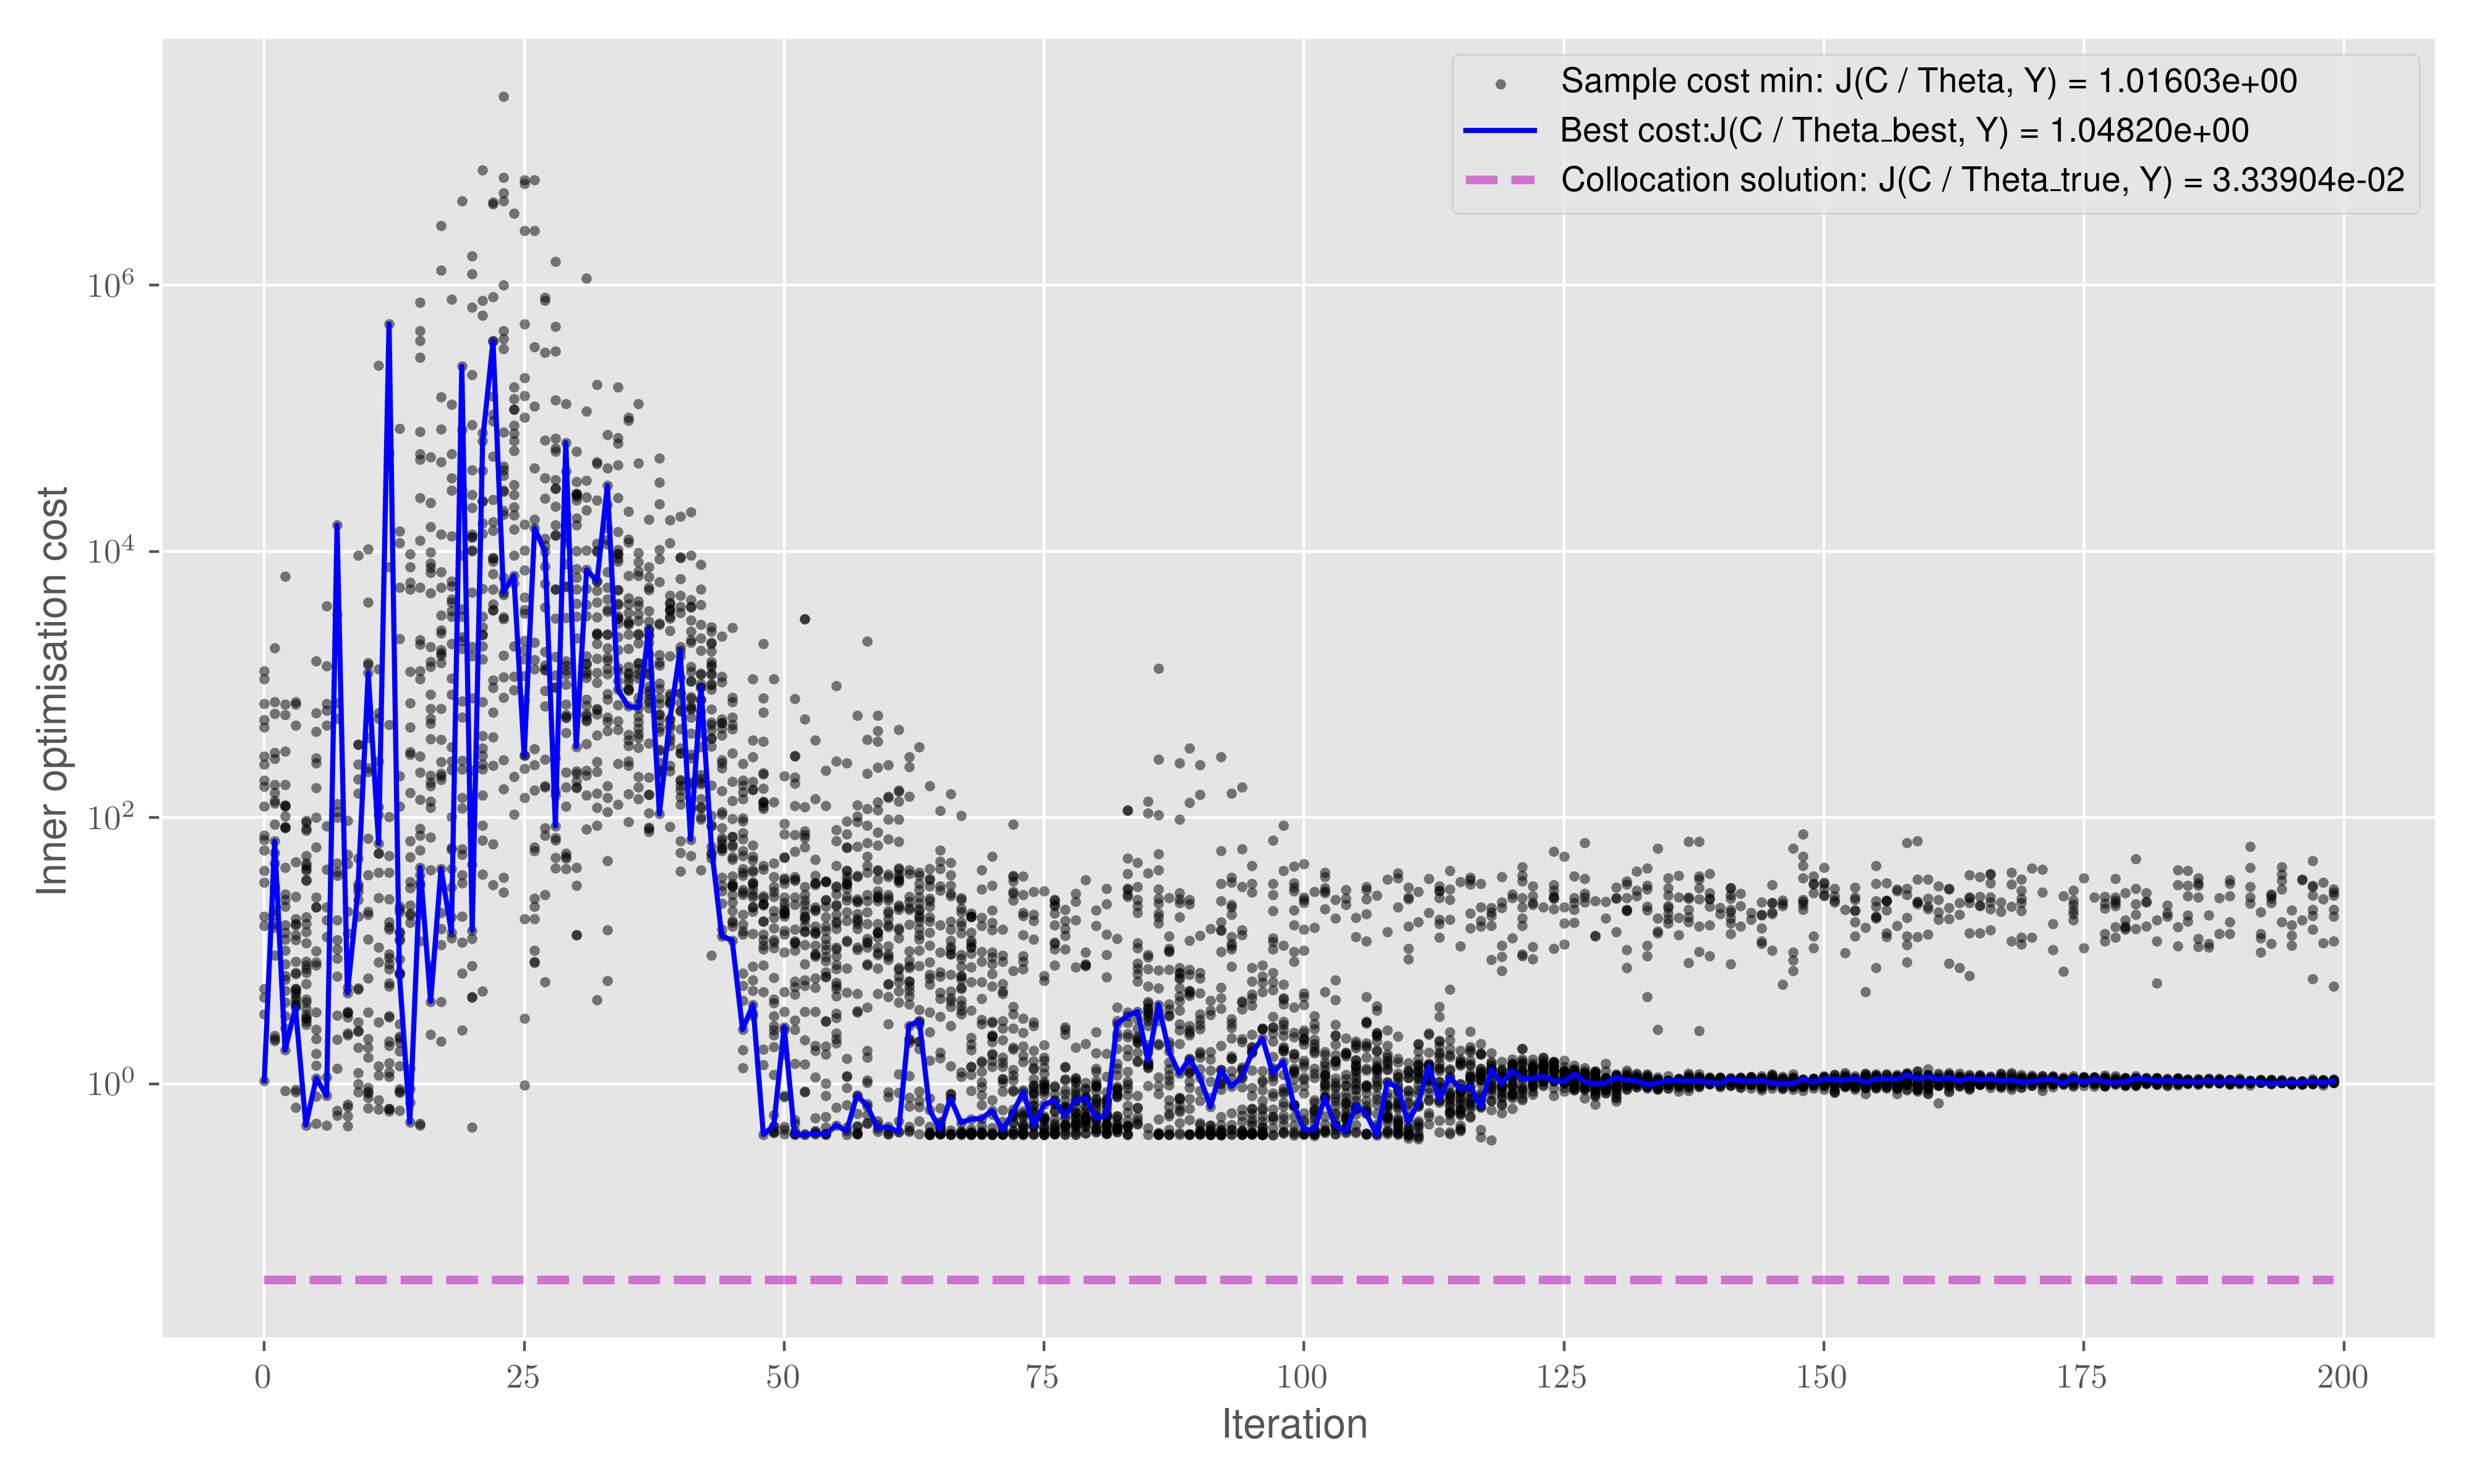 Sample cost min: J(C / Theta, Y) = 1.01603e+00
Best cost:J(C / Theta_best, Y) = 1.04820e+00
Collocation solution: J(C / Theta_true, Y) = 3.33904e-02
10^6
10^4
10^2
10^0
Inner optimisation cost
0 25 50 75 100 125 150 175 200
Iteration